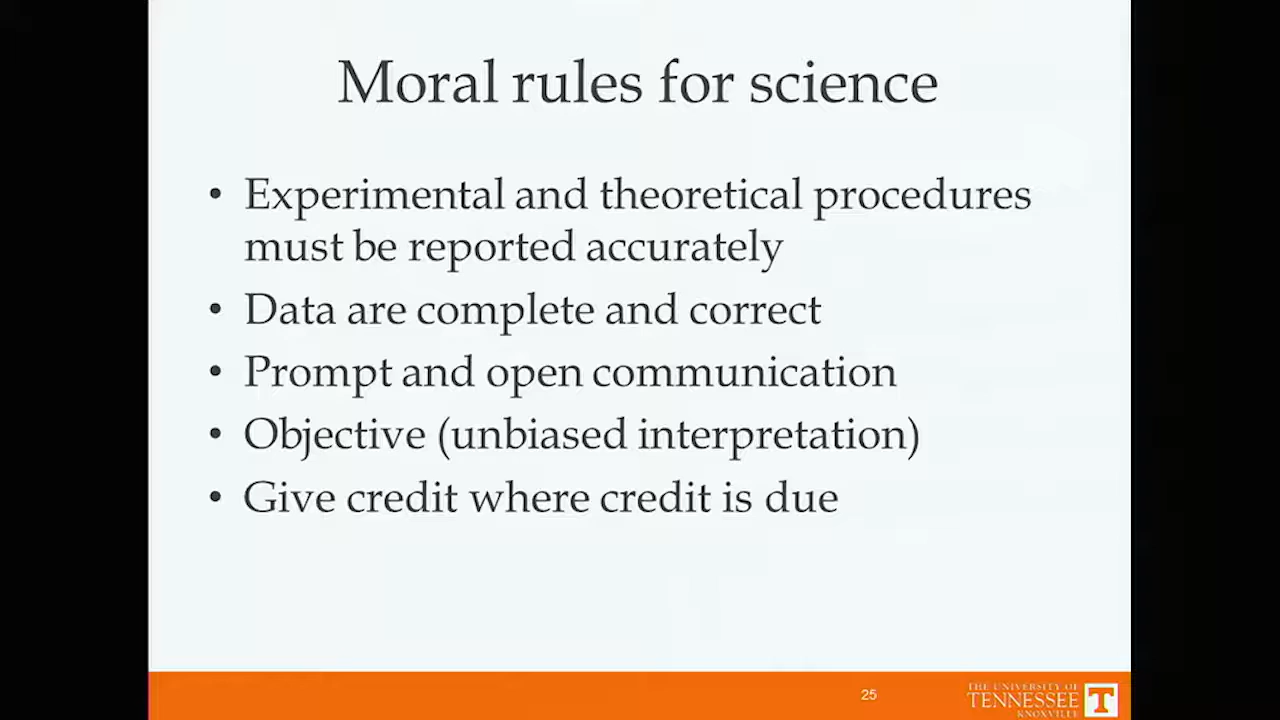 Moral rules for science
• Experimental and theoretical procedures
must be reported accurately
• Data are complete and correct
• Prompt and open communication
• Objective (unbiased interpretation)
• Give credit where credit is due
25
THE UNIVERSITY OF
TENNESSEE
KNOXVILLE
T